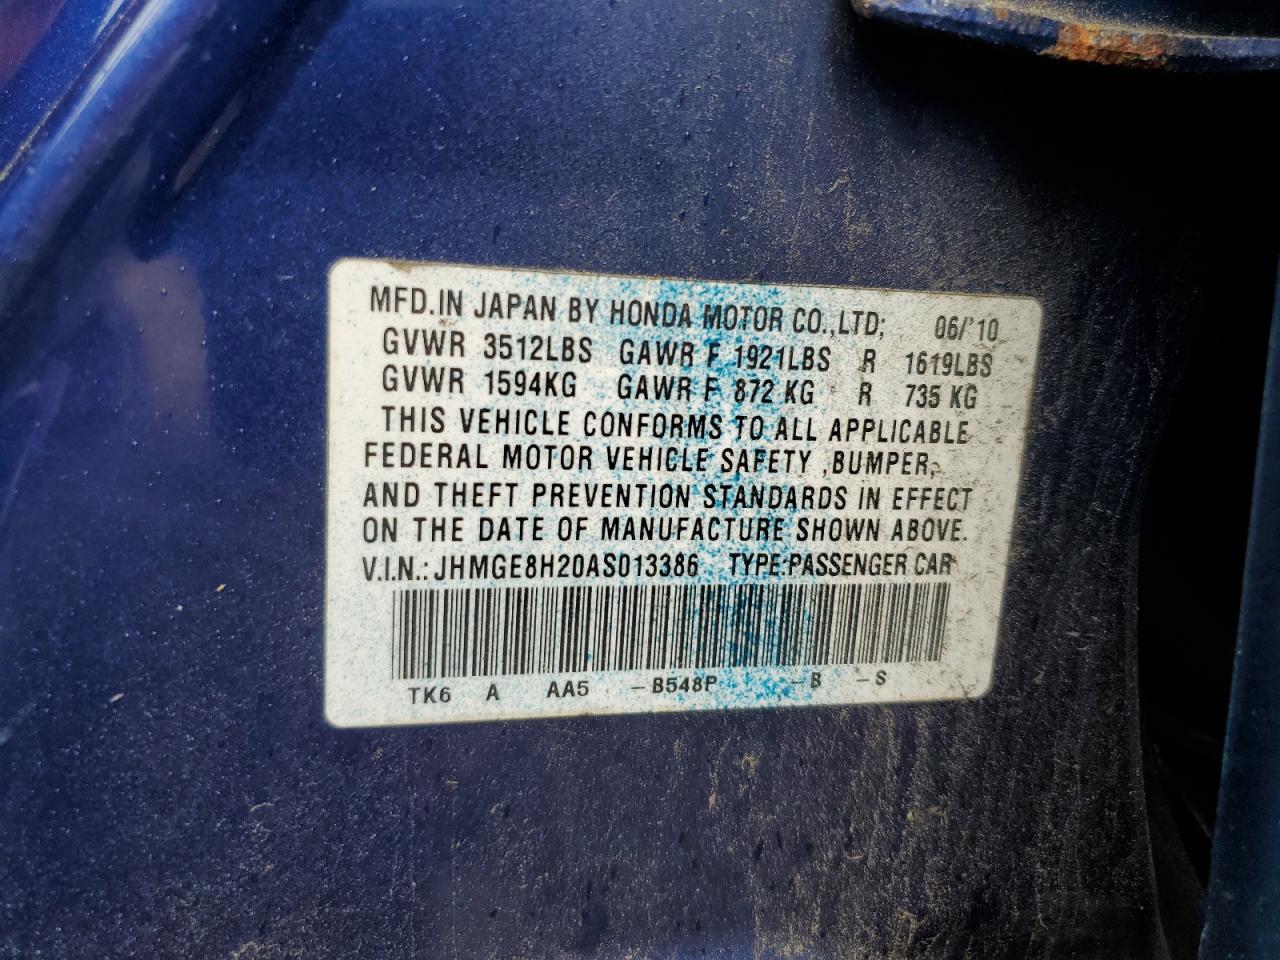 MFD.IN JAPAN BY HONDA MOTOR CO.,LTD; 06/'10
GVWR 3512LBS GAWR F 1921LBS R 1619LBS
GVWR 1594KG GAWR F 872 KG R 735 KG
THIS VEHICLE CONFORMS TO ALL APPLICABLE
FEDERAL MOTOR VEHICLE SAFETY ,BUMPER,
AND THEFT PREVENTION STANDARDS IN EFFECT
ON THE DATE OF MANUFACTURE SHOWN ABOVE.
V.I.N.: JHMGE8H20AS013386 TYPE:PASSENGER CAR
TK6 A AA5 -B548P -B -S